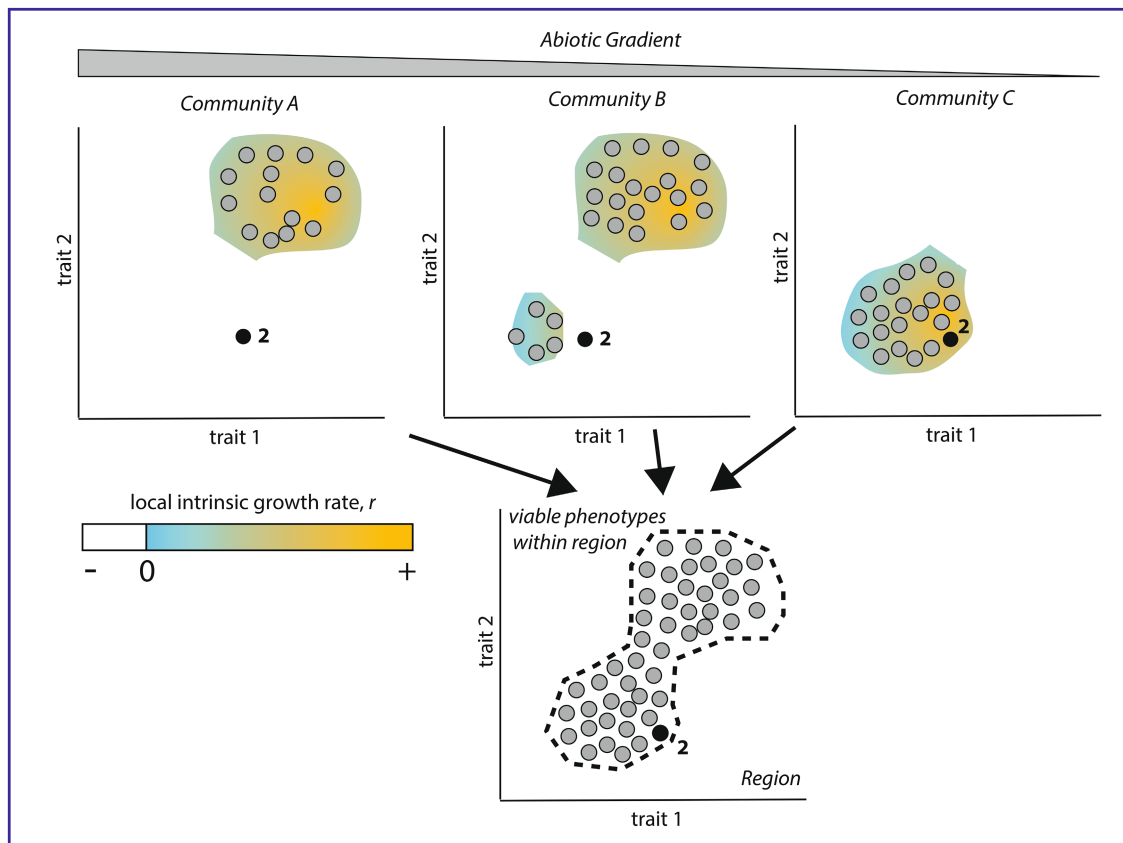 Abiotic Gradient
Community A
Community B
Community C
trait 2
2
trait 1
trait 2
2
trait 1
trait 2
2
trait 1
local intrinsic growth rate, r
- 0 +
viable phenotypes
within region
trait 2
2
Region
trait 1